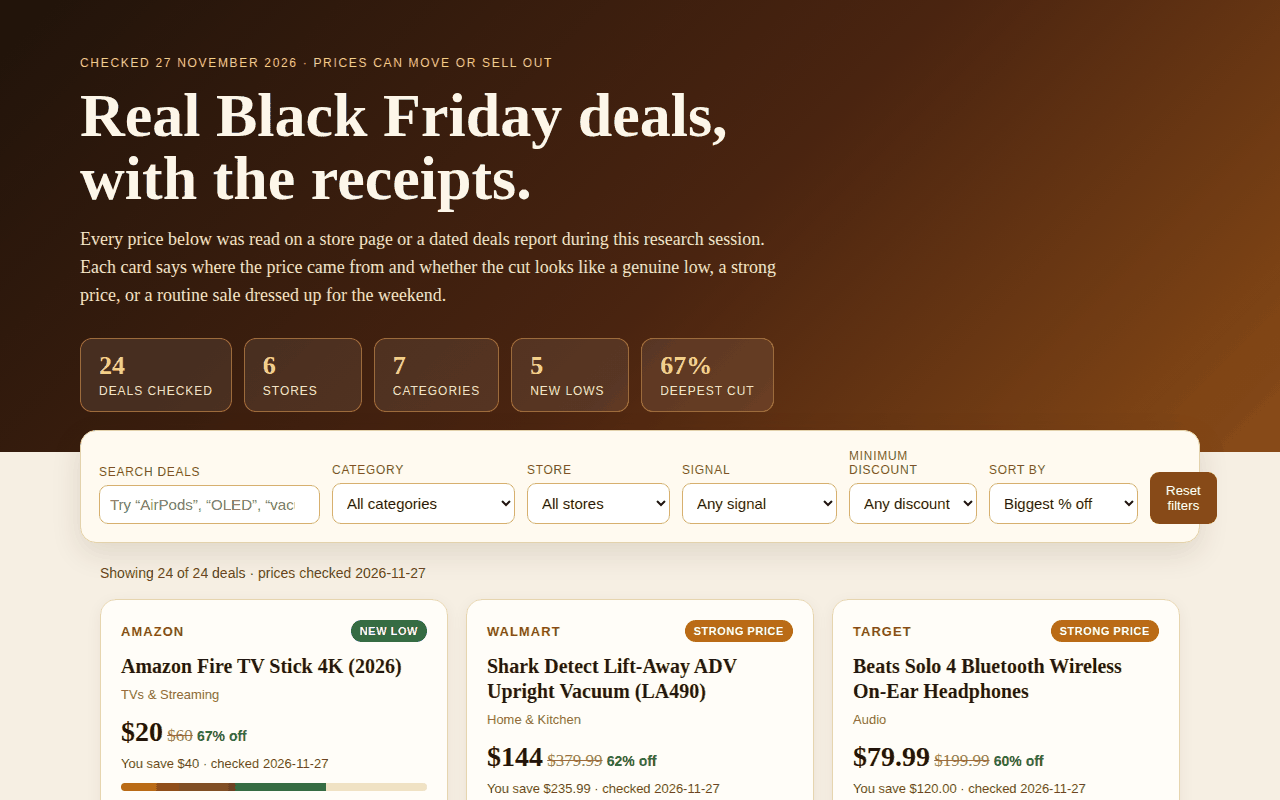 CHECKED 27 NOVEMBER 2026 · PRICES CAN MOVE OR SELL OUT
Real Black Friday deals,
with the receipts.
Every price below was read on a store page or a dated deals report during this research session.
Each card says where the price came from and whether the cut looks like a genuine low, a strong
price, or a routine sale dressed up for the weekend.
24
DEALS CHECKED
6
STORES
7
CATEGORIES
5
NEW LOWS
67%
DEEPEST CUT
SEARCH DEALS
Try “AirPods”, “OLED”, “vac
CATEGORY
All categories
STORE
All stores
SIGNAL
Any signal
MINIMUM
DISCOUNT
Any discount
SORT BY
Biggest % off
Reset
filters
Showing 24 of 24 deals · prices checked 2026-11-27
AMAZON
NEW LOW
Amazon Fire TV Stick 4K (2026)
TVs & Streaming
$20 $60 67% off
You save $40 · checked 2026-11-27
WALMART
STRONG PRICE
Shark Detect Lift-Away ADV
Upright Vacuum (LA490)
Home & Kitchen
$144 $379.99 62% off
You save $235.99 · checked 2026-11-27
TARGET
STRONG PRICE
Beats Solo 4 Bluetooth Wireless
On-Ear Headphones
Audio
$79.99 $199.99 60% off
You save $120.00 · checked 2026-11-27